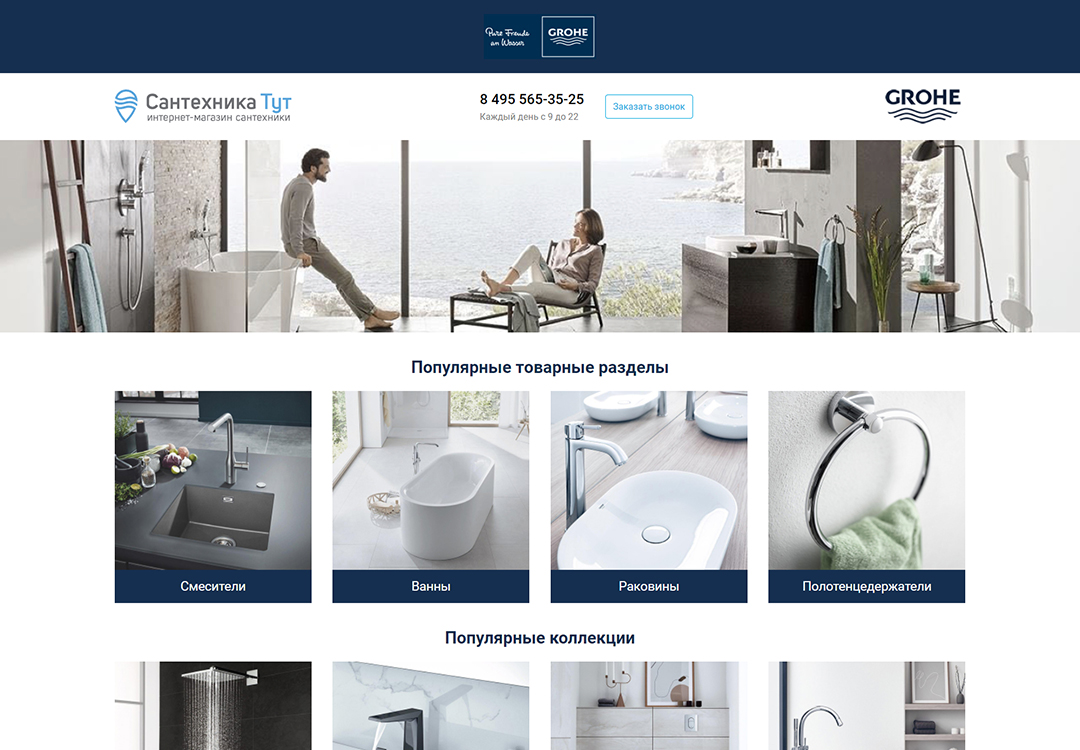 Pure Freude
an Wasser
GROHE
Сантехника Тут
интернет-магазин сантехники
8 495 565-35-25
Каждый день с 9 до 22
Заказать звонок
GROHE
Популярные товарные разделы
Смесители
Ванны
Раковины
Полотенцедержатели
Популярные коллекции